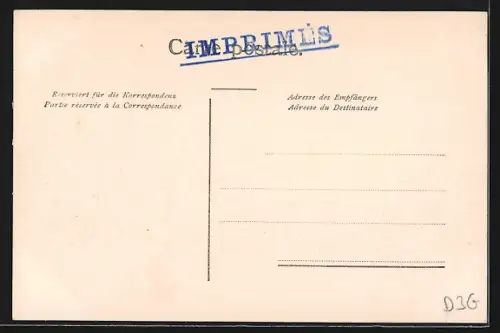 IMPRIMÉS
Carte postale.
Reserviert für die Korrespondenz
Partie réservée à la Correspondance
Adresse des Empfängers
Adresse du Destinataire
D3G